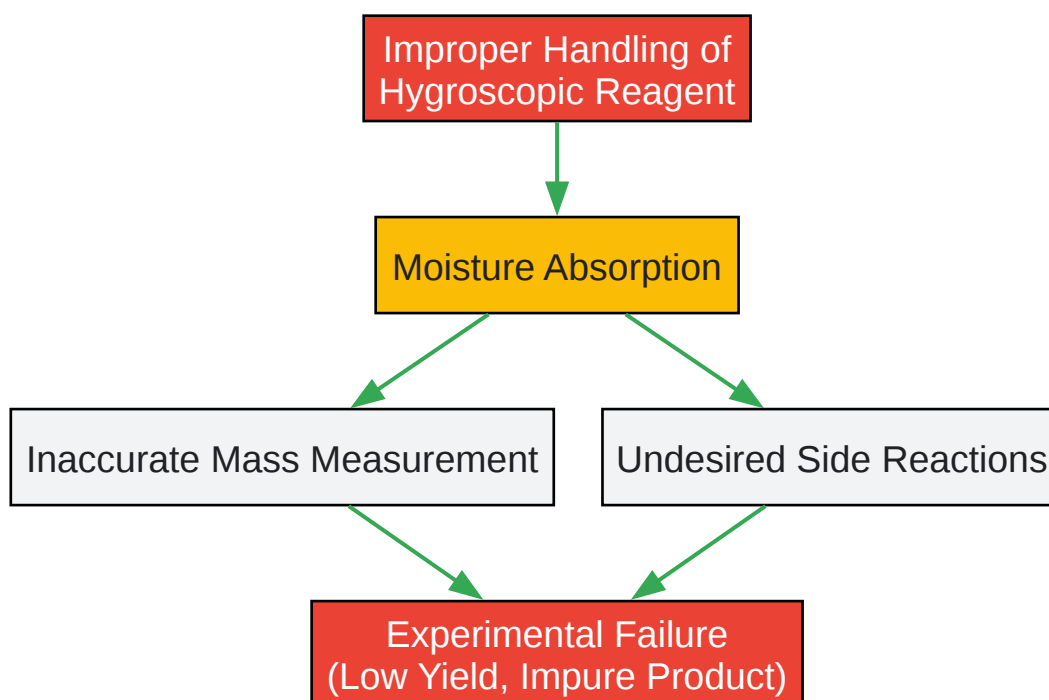 Improper Handling of
Hygroscopic Reagent
Moisture Absorption
Inaccurate Mass Measurement
Undesired Side Reactions
Experimental Failure
(Low Yield, Impure Product)